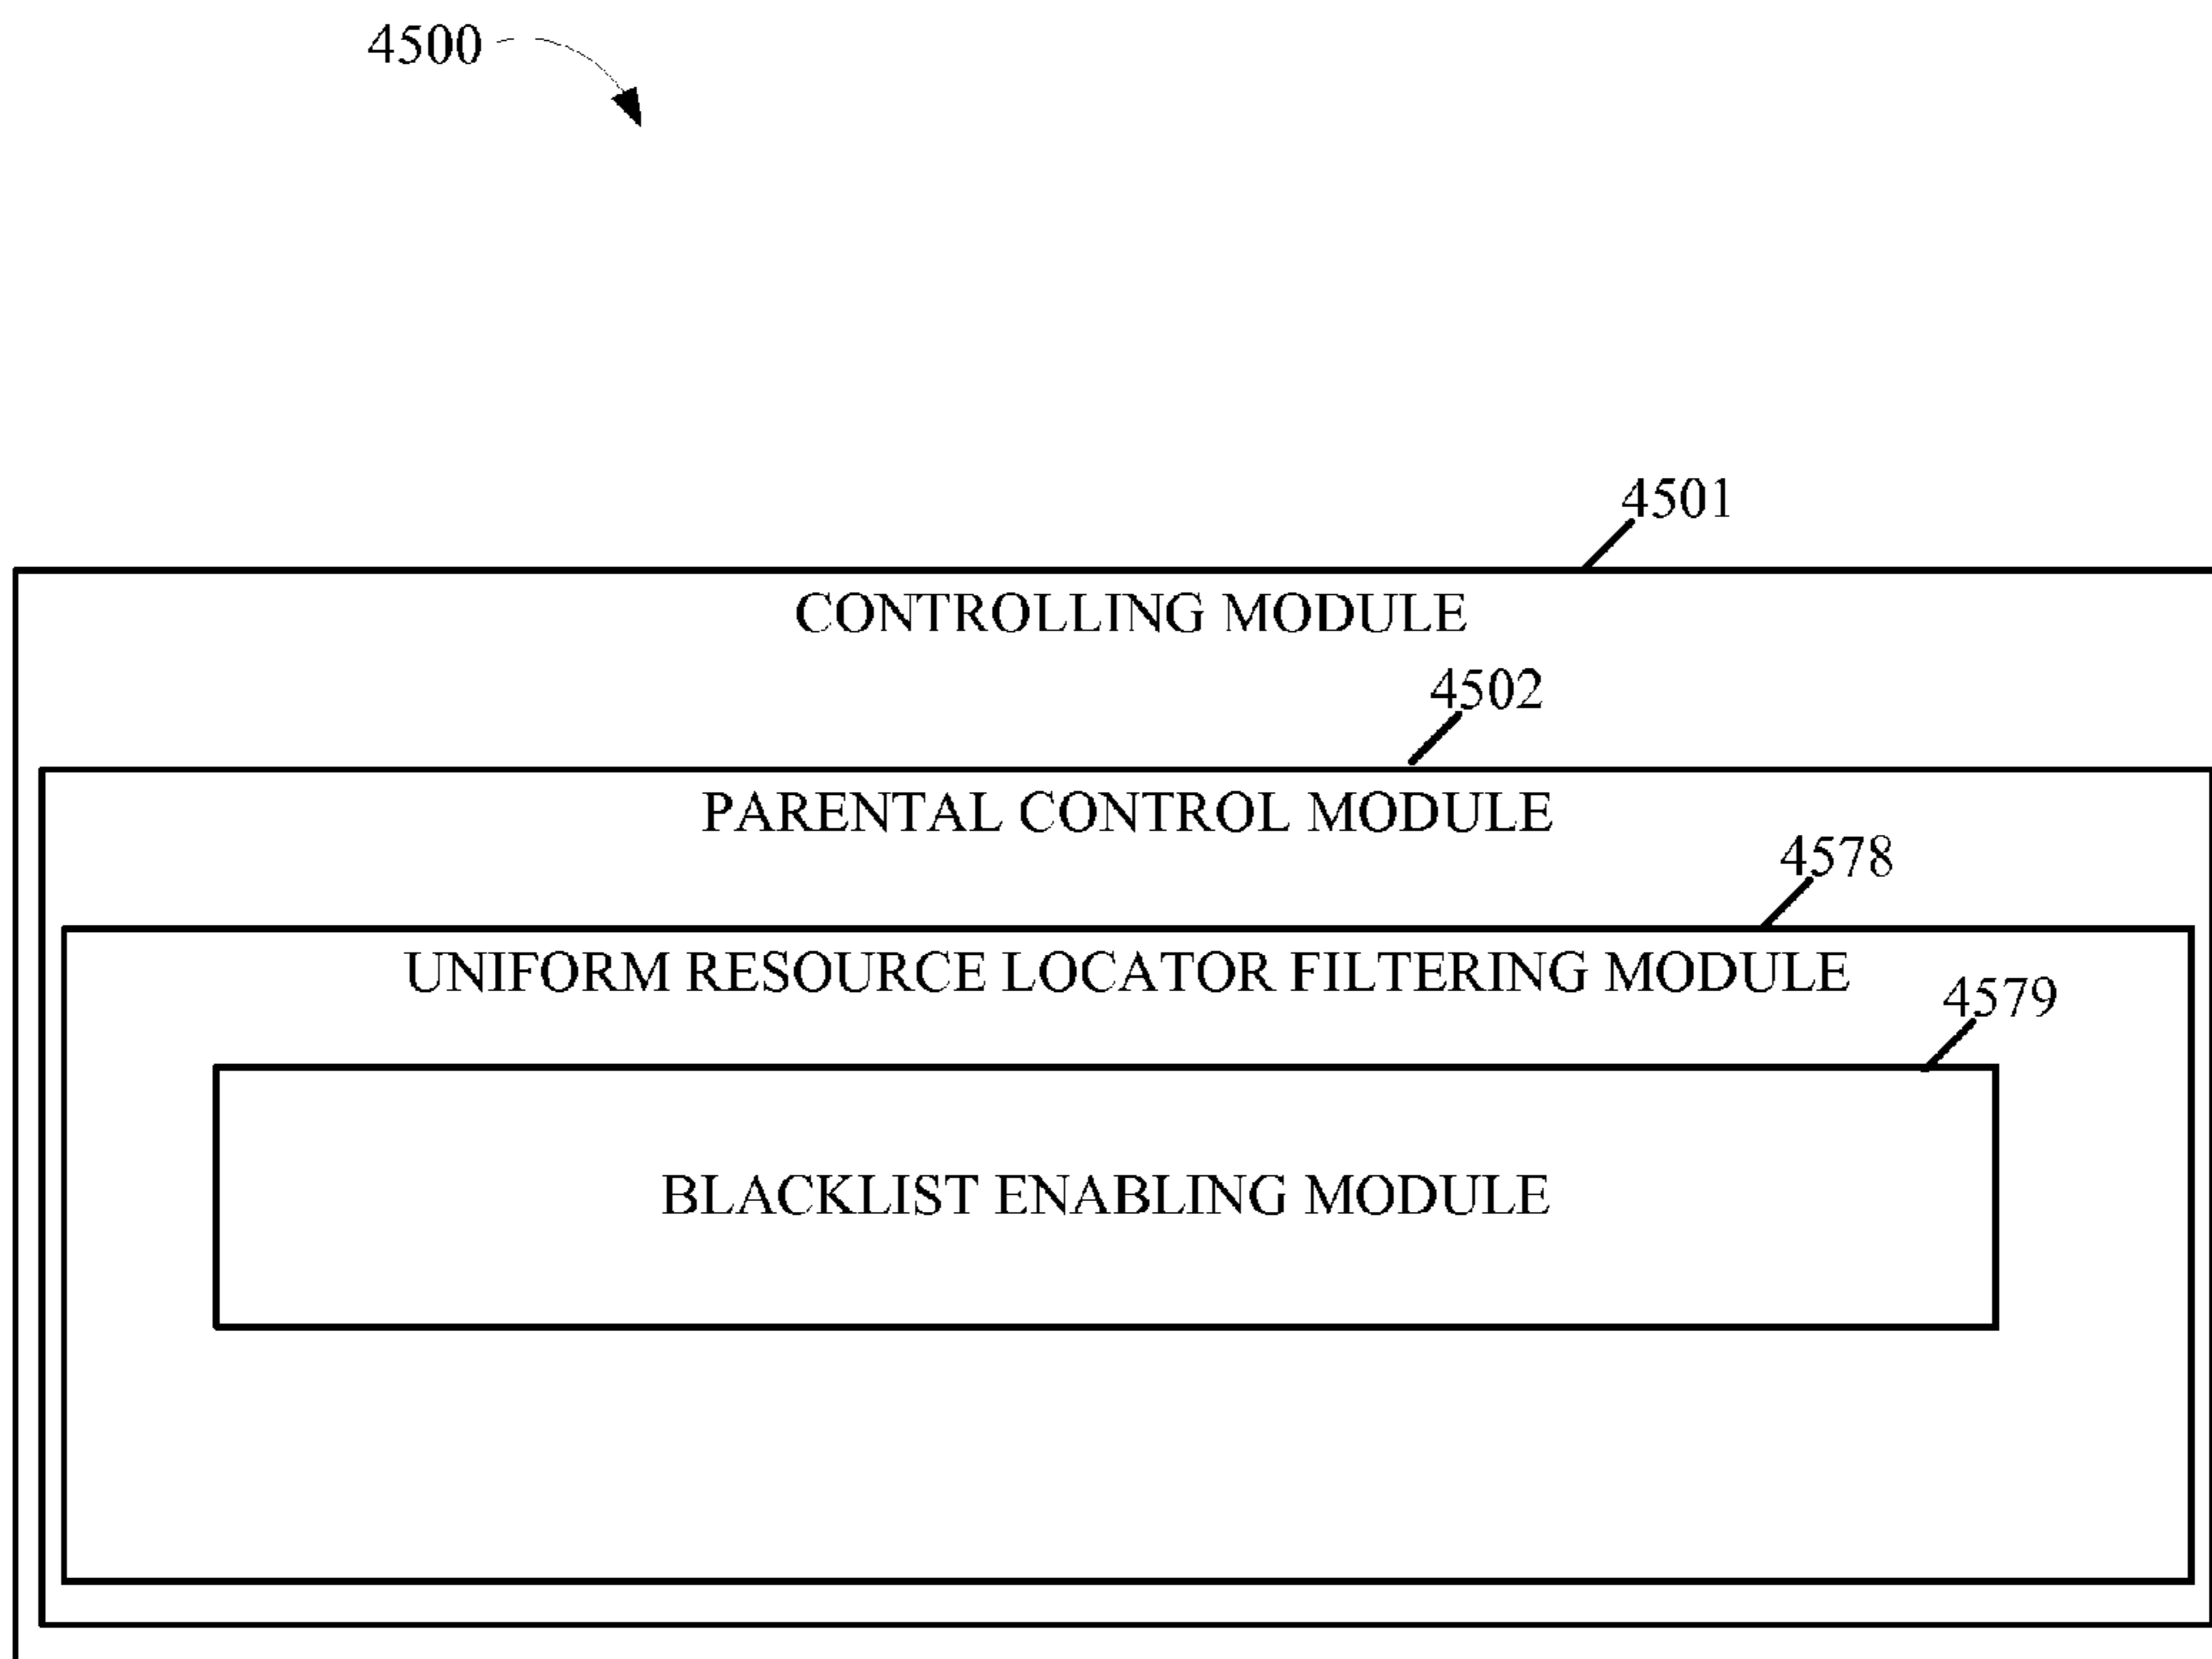 4500
4501
CONTROLLING MODULE
4502
PARENTAL CONTROL MODULE
4578
UNIFORM RESOURCE LOCATOR FILTERING MODULE
4579
BLACKLIST ENABLING MODULE